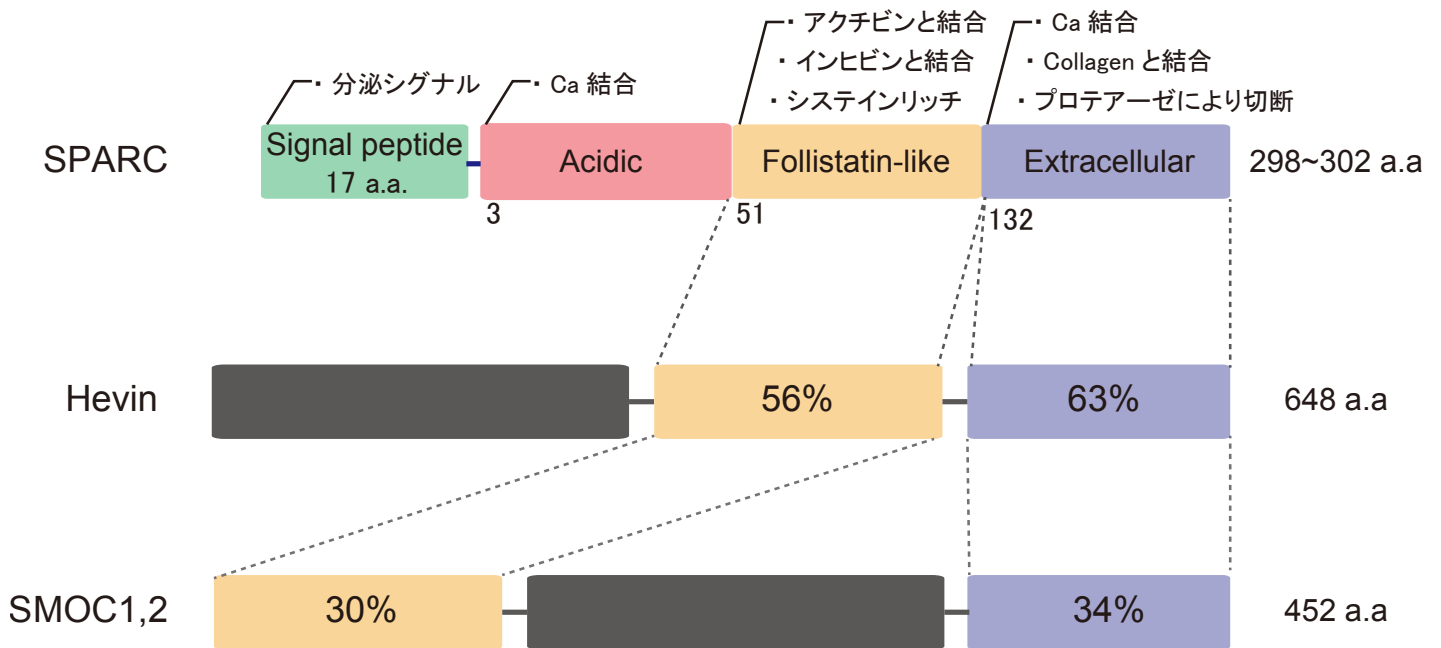 ・アクチビンと結合
・インヒビンと結合
・システインリッチ
・Ca 結合
・Collagen と結合
・プロテアーゼにより切断
・分泌シグナル
・Ca 結合
SPARC
Signal peptide
17 a.a.
Acidic
Follistatin-like
Extracellular
298~302 a.a
3
51
132
Hevin
56%
63%
648 a.a
SMOC1,2
30%
34%
452 a.a